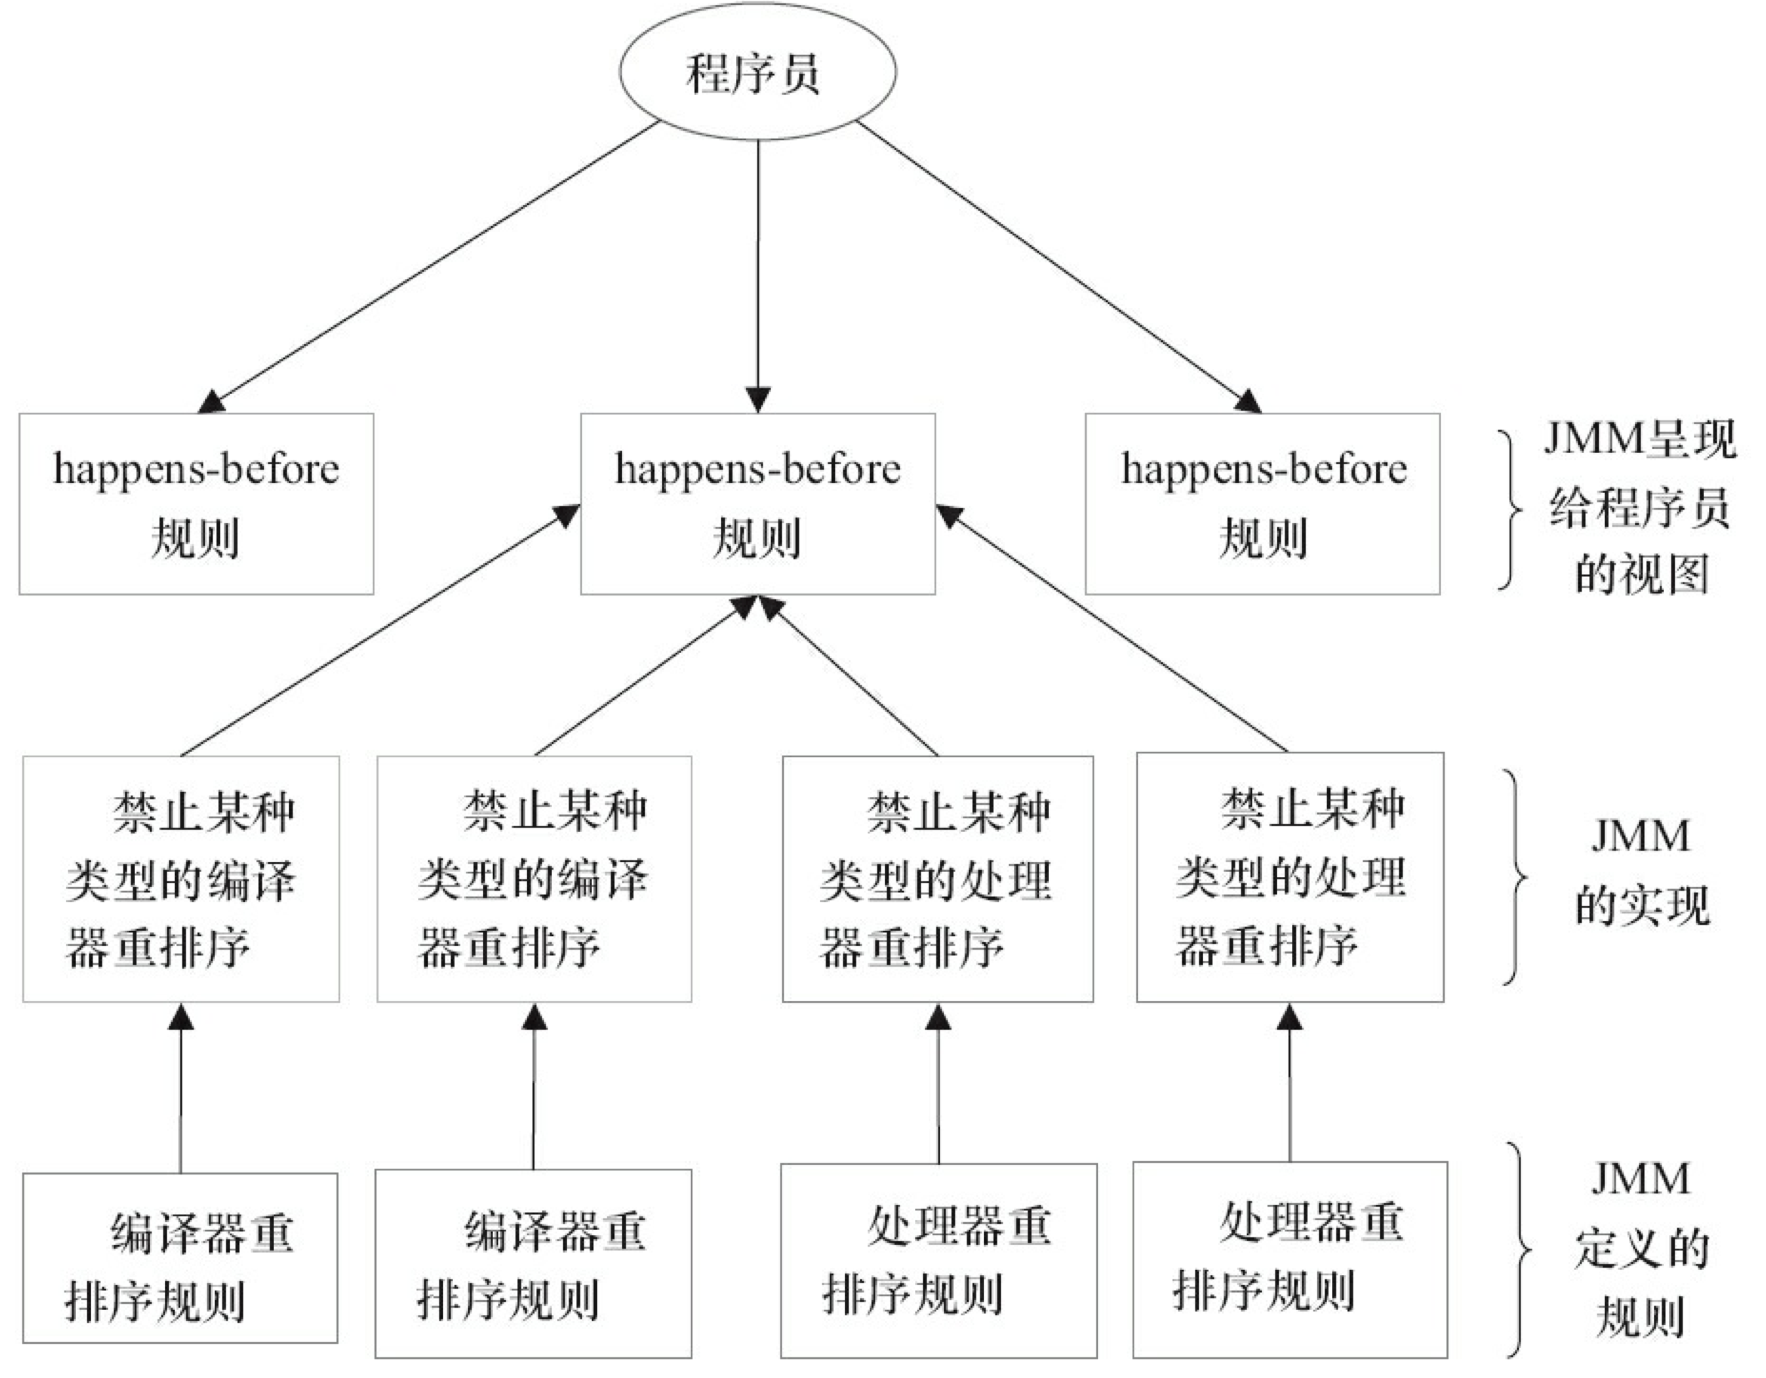 程序员
happens-before
规则
happens-before
规则
happens-before
规则
JMM呈现
给程序员
的视图
禁止某种
类型的编译
器重排序
禁止某种
类型的编译
器重排序
禁止某种
类型的处理
器重排序
禁止某种
类型的处理
器重排序
JMM
的实现
编译器重
排序规则
编译器重
排序规则
处理器重
排序规则
处理器重
排序规则
JMM
定义的
规则